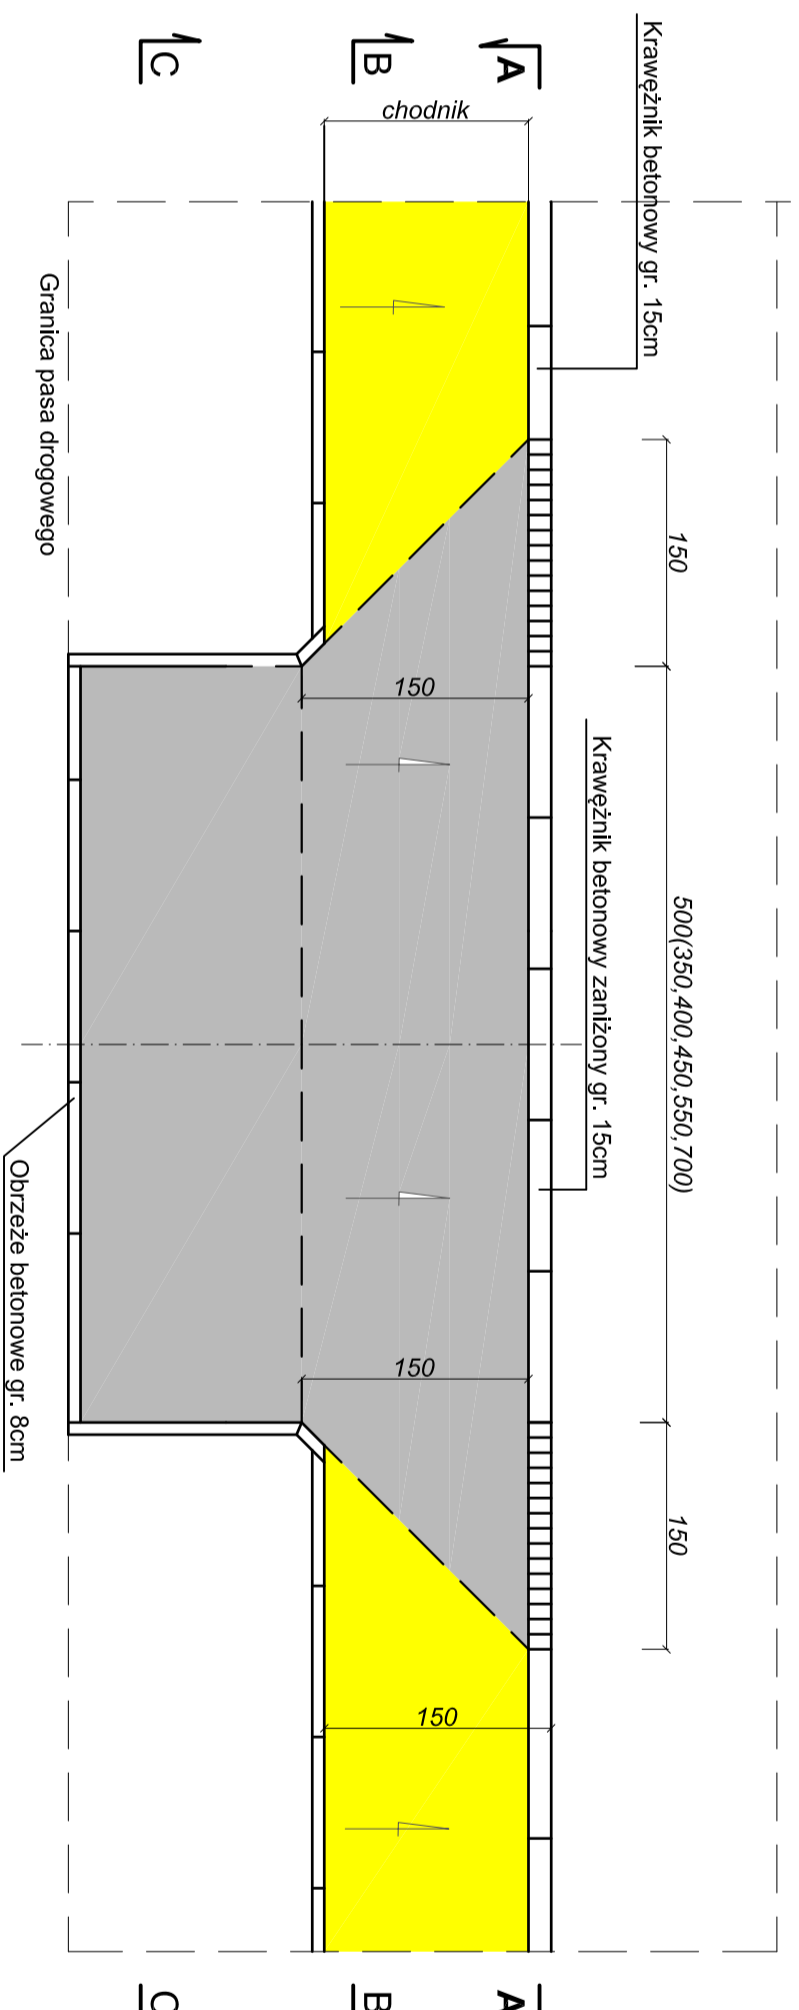 Krawężnik betonowy gr. 15cm
A
B
C
chodnik
Granica pasa drogowego
150
150
Krawężnik betonowy zaniżony gr. 15cm
500(350,400,450,550,700)
Obrzeże betonowe gr. 8cm
150
150
150
A
B
C